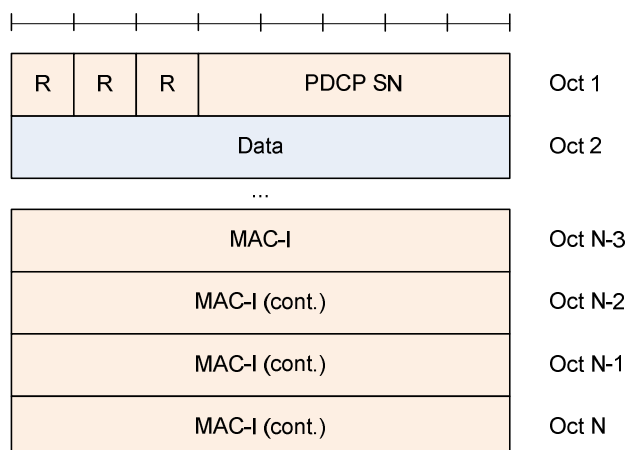 R R R PDCP SN Oct 1
Data Oct 2
...
MAC-I Oct N-3
MAC-I (cont.) Oct N-2
MAC-I (cont.) Oct N-1
MAC-I (cont.) Oct N